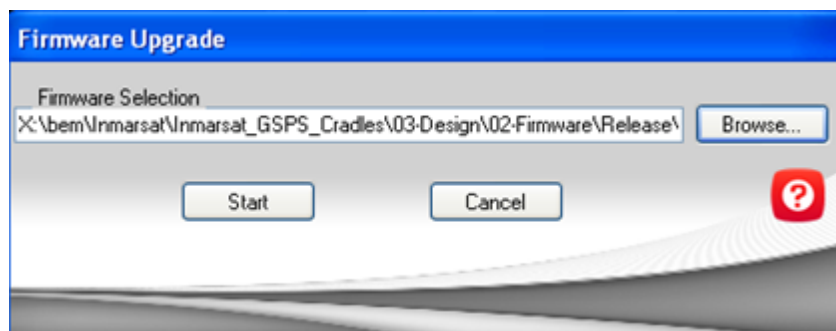 Firmware Upgrade
Firmware Selection
X:\bem\Inmarsat\Inmarsat_GSPS_Cradles\03-Design\02-Firmware\Release\ Browse...
Start Cancel
?